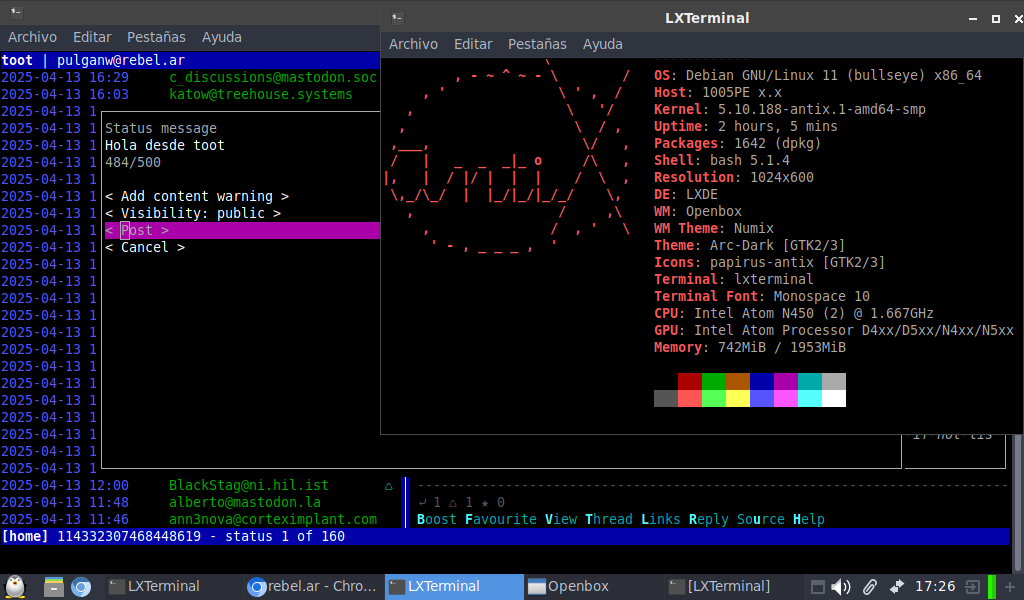 Archivo Editar Pestañas Ayuda
toot | pulganw@rebel.ar
2025-04-13 16:29 c_discussions@mastodon.soc
2025-04-13 16:03 katow@treehouse.systems
2025-04-13 1
2025-04-13 1
Status message
2025-04-13 1
Hola desde toot
2025-04-13 1
484/500
2025-04-13 1
2025-04-13 1
< Add content warning >
2025-04-13 1
< Visibility: public >
2025-04-13 1
< Post >
2025-04-13 1
< Cancel >
2025-04-13 1
2025-04-13 1
2025-04-13 1
2025-04-13 1
2025-04-13 1
2025-04-13 1
2025-04-13 1
2025-04-13 1
2025-04-13 1
2025-04-13 1
2025-04-13 1
2025-04-13 1
2025-04-13 1
2025-04-13 12:00 BlackStag@ni.hil.ist
2025-04-13 11:48 alberto@mastodon.la
2025-04-13 11:46 ann3nova@corteximplant.com
1 1 0
Boost Favourite View Thread Links Reply Source Help
[home] 114332307468448619 - status 1 of 160
LXTerminal
Archivo Editar Pestañas Ayuda
OS: Debian GNU/Linux 11 (bullseye) x86_64
Host: 1005PE x.x
Kernel: 5.10.188-antix.1-amd64-smp
Uptime: 2 hours, 5 mins
Packages: 1642 (dpkg)
Shell: bash 5.1.4
Resolution: 1024x600
DE: LXDE
WM: Openbox
WM Theme: Numix
Theme: Arc-Dark [GTK2/3]
Icons: papirus-antix [GTK2/3]
Terminal: lxterminal
Terminal Font: Monospace 10
CPU: Intel Atom N450 (2) @ 1.667GHz
GPU: Intel Atom Processor D4xx/D5xx/N4xx/N5xx
Memory: 742MiB / 1953MiB
LXTerminal rebel.ar - Chro... LXTerminal Openbox [LXTerminal] 17:26